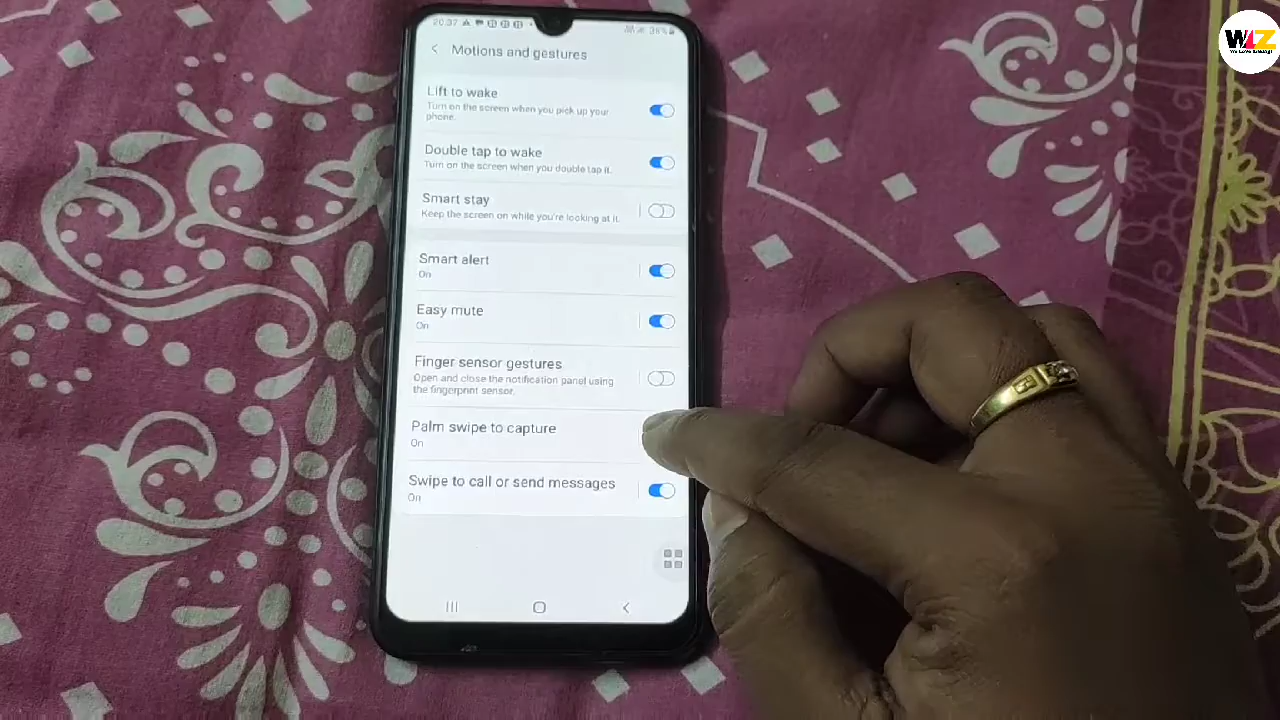 20:37
38%
Motions and gestures
Lift to wake
Turn on the screen when you pick up your
phone.
Double tap to wake
Turn on the screen when you double tap it.
Smart stay
Keep the screen on while you're looking at it.
Smart alert
On
Easy mute
On
Finger sensor gestures
Open and close the notification panel using
the fingerprint sensor.
Palm swipe to capture
On
Swipe to call or send messages
On